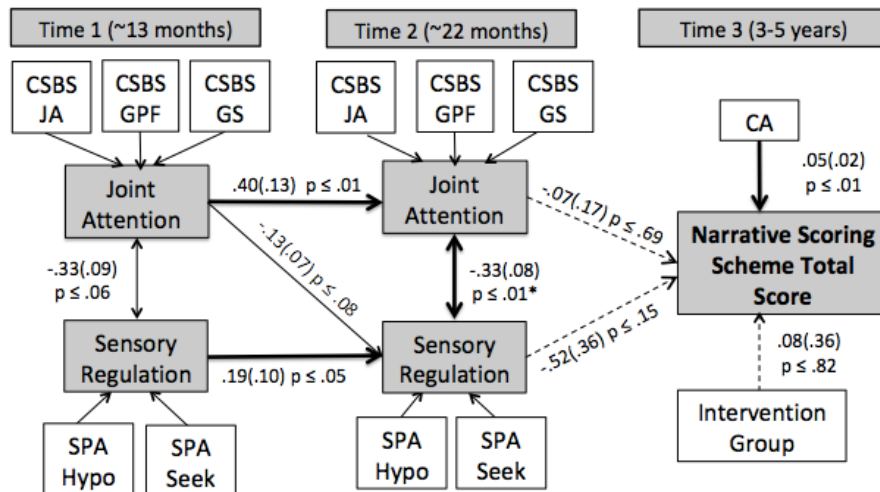 Time 1 (~13 months)
Time 2 (~22 months)
Time 3 (3-5 years)
CSBS
JA
CSBS
GPF
CSBS
GS
CSBS
JA
CSBS
GPF
CSBS
GS
CA
.05(.02)
p ≤ .01
Joint
Attention
.40(.13) p ≤ .01
Joint
Attention
-.07(.17) p ≤ .69
Narrative Scoring
Scheme Total
Score
-.33(.09)
p ≤ .06
-.13(.07) p ≤ .08
-.33(.08)
p ≤ .01*
-.52(.36) p ≤ .15
Sensory
Regulation
.19(.10) p ≤ .05
Sensory
Regulation
.08(.36)
p ≤ .82
Intervention
Group
SPA
Hypo
SPA
Seek
SPA
Hypo
SPA
Seek